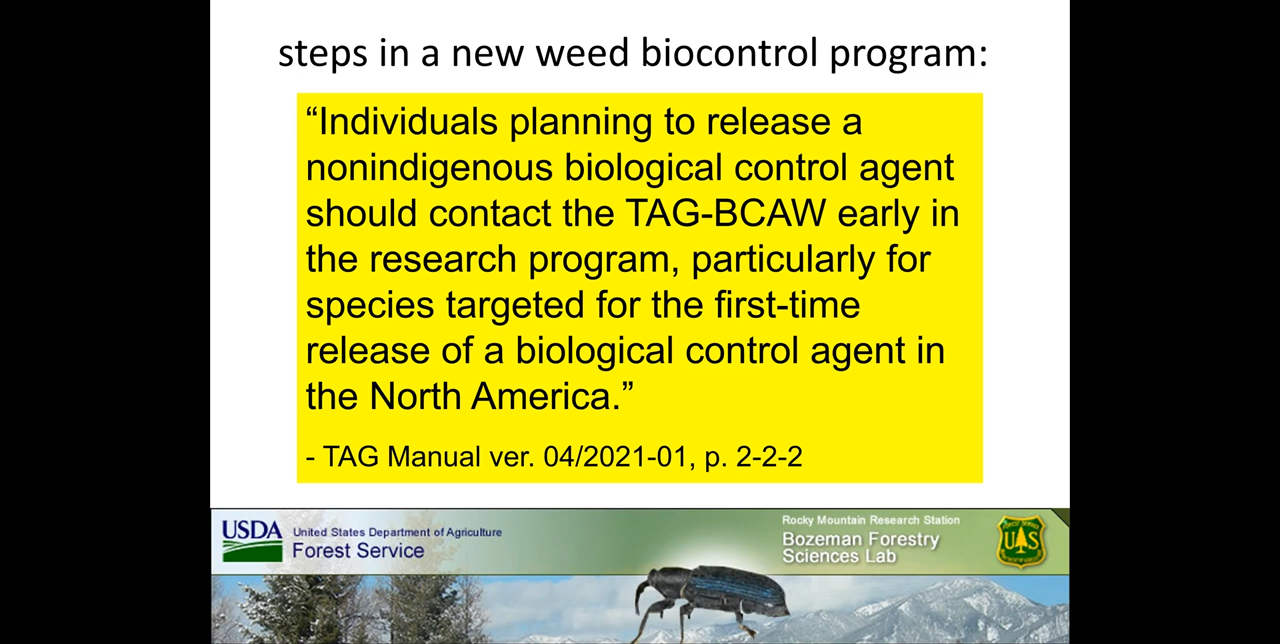 steps in a new weed biocontrol program:
“Individuals planning to release a
nonindigenous biological control agent
should contact the TAG-BCAW early in
the research program, particularly for
species targeted for the first-time
release of a biological control agent in
the North America.”
- TAG Manual ver. 04/2021-01, p. 2-2-2
USDA
United States Department of Agriculture
Forest Service
Rocky Mountain Research Station
Bozeman Forestry
Sciences Lab
UAS